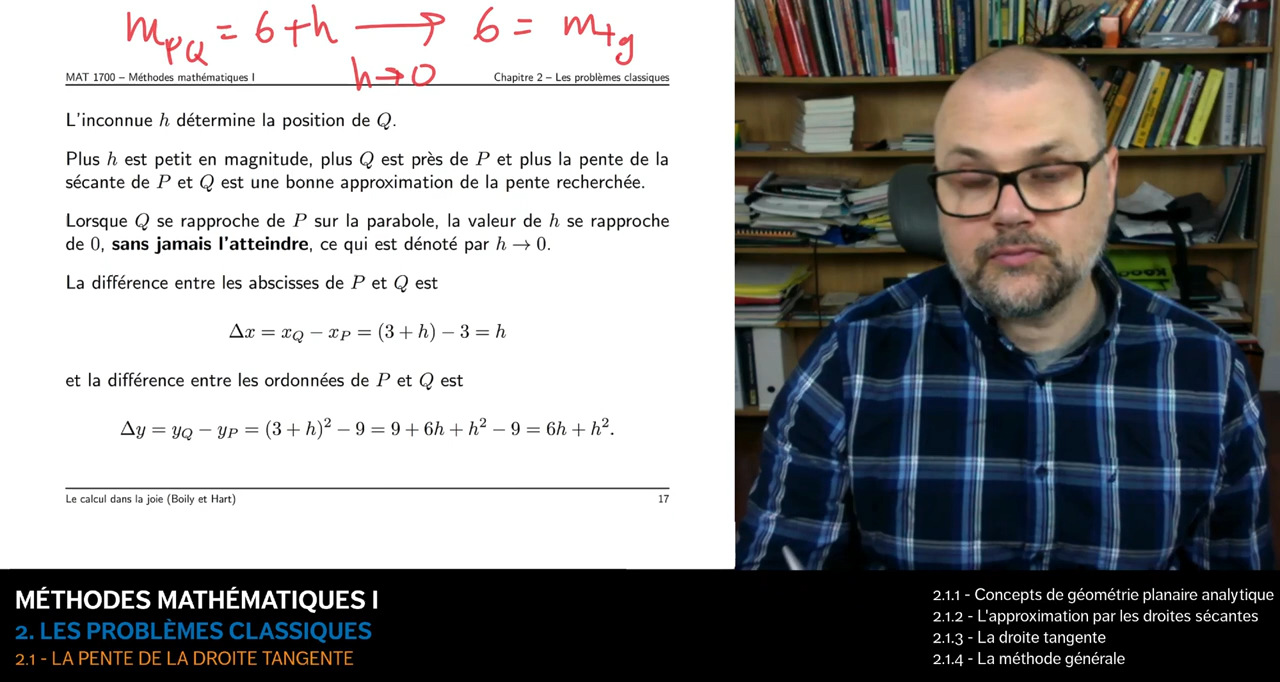 m_PQ = 6+h ⟶ 6 = m_tg
h→0
MAT 1700 – Méthodes mathématiques I Chapitre 2 – Les problèmes classiques
L'inconnue h détermine la position de Q.
Plus h est petit en magnitude, plus Q est près de P et plus la pente de la
sécante de P et Q est une bonne approximation de la pente recherchée.
Lorsque Q se rapproche de P sur la parabole, la valeur de h se rapproche
de 0, sans jamais l'atteindre, ce qui est dénoté par h → 0.
La différence entre les abscisses de P et Q est
Δx = x_Q − x_P = (3 + h) − 3 = h
et la différence entre les ordonnées de P et Q est
Δy = y_Q − y_P = (3 + h)² − 9 = 9 + 6h + h² − 9 = 6h + h².
Le calcul dans la joie (Boily et Hart) 17
MÉTHODES MATHÉMATIQUES I
2. LES PROBLÈMES CLASSIQUES
2.1 - LA PENTE DE LA DROITE TANGENTE
2.1.1 - Concepts de géométrie planaire analytique
2.1.2 - L'approximation par les droites sécantes
2.1.3 - La droite tangente
2.1.4 - La méthode générale